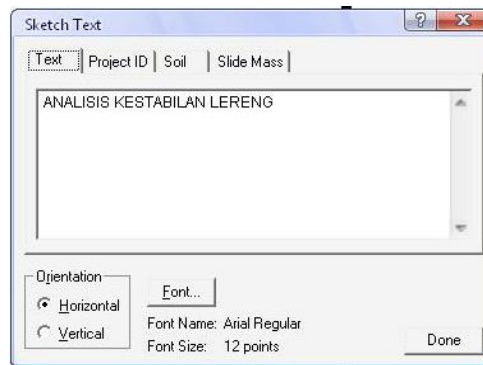 Sketch Text
Text
Project ID
Soil
Slide Mass
ANALISIS KESTABILAN LERENG
Orientation
Horizontal
Vertical
Font...
Font Name: Arial Regular
Font Size: 12 points
Done